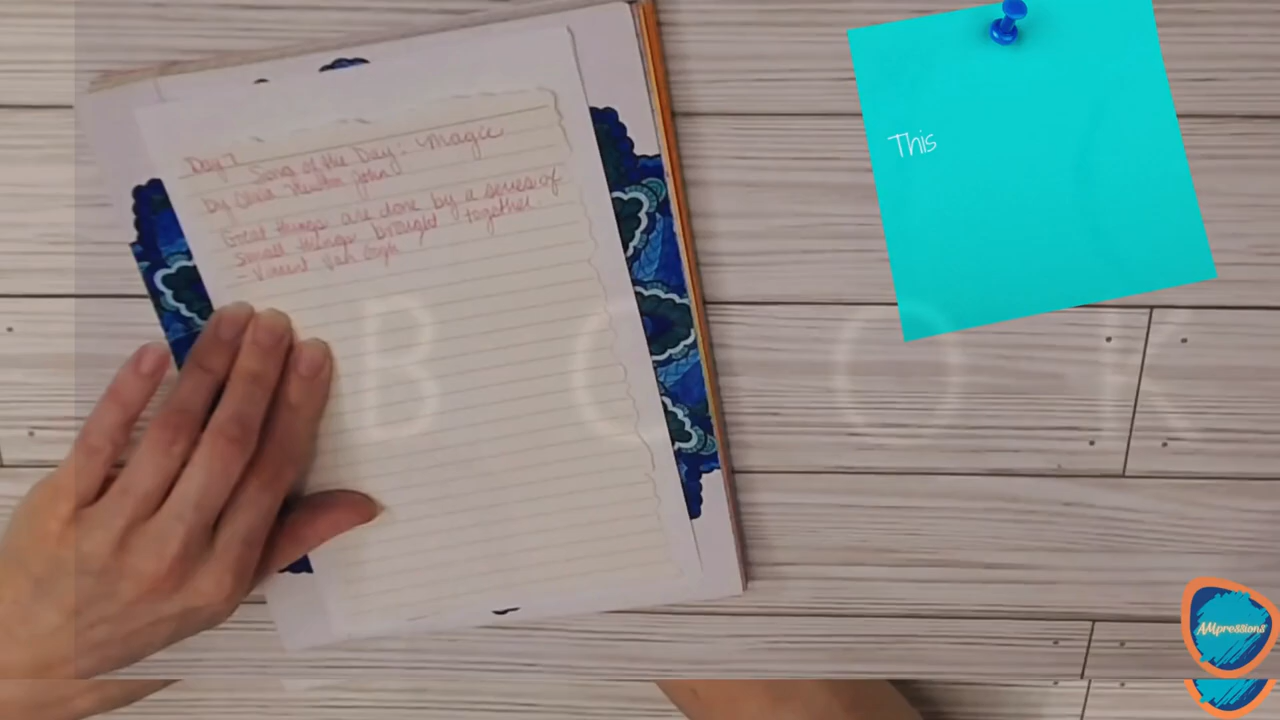 Day 7
Song of the Day: Magic
by Olivia Newton John
Great things are done by a series of
small things brought together.
- Vincent Van Gogh
This
B O O K
AMpressions